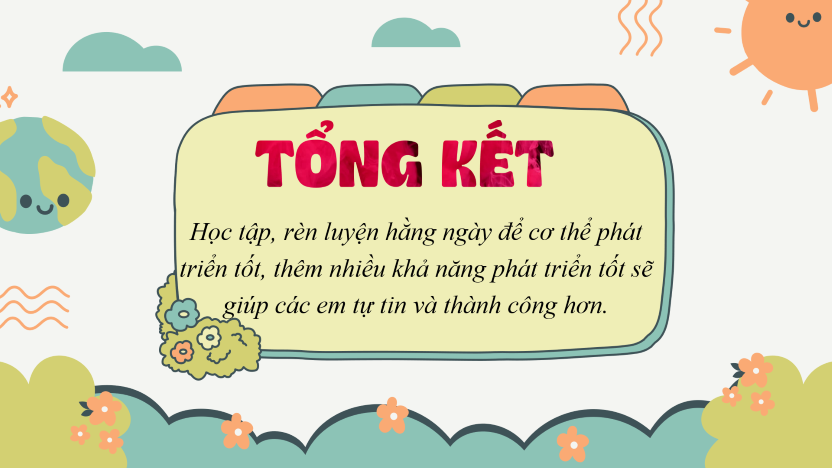 TỔNG KẾT
Học tập, rèn luyện hằng ngày để cơ thể phát
triển tốt, thêm nhiều khả năng phát triển tốt sẽ
giúp các em tự tin và thành công hơn.